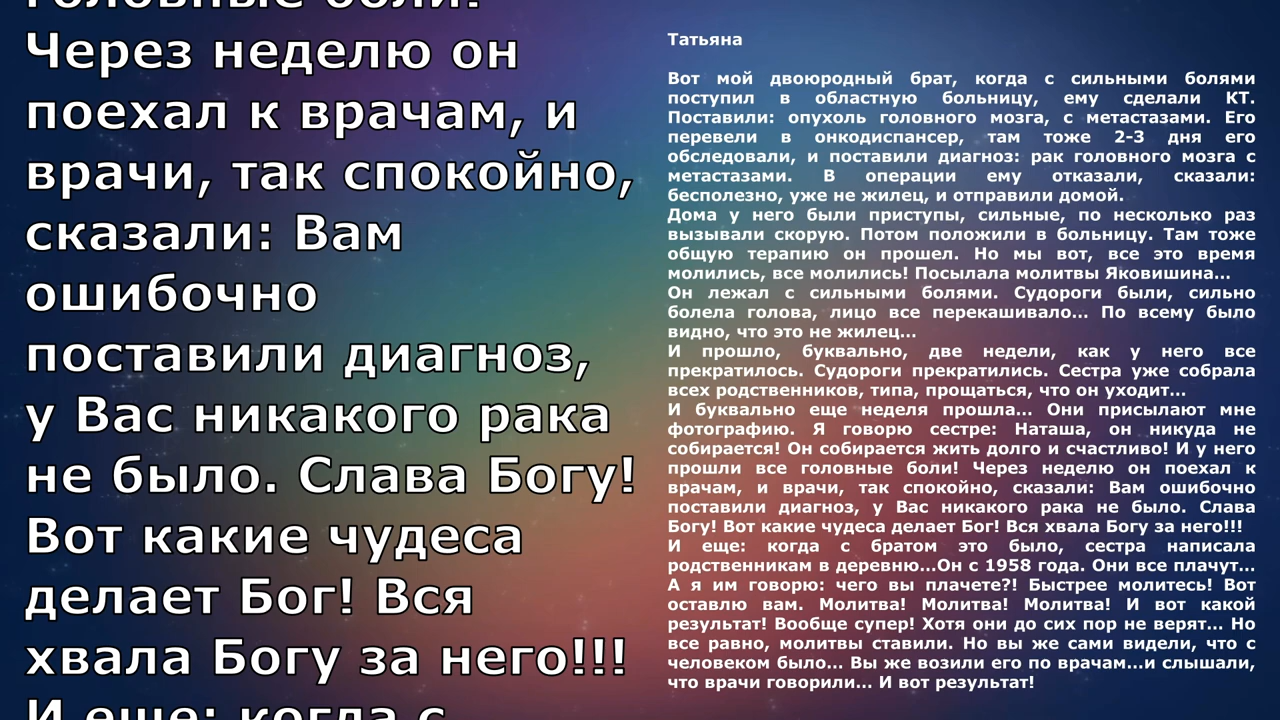 головные боли!
Через неделю он
поехал к врачам, и
врачи, так спокойно,
сказали: Вам
ошибочно
поставили диагноз,
у Вас никакого рака
не было. Слава Богу!
Вот какие чудеса
делает Бог! Вся
хвала Богу за него!!!
И еще: когда с
Татьяна
Вот мой двоюродный брат, когда с сильными болями
поступил в областную больницу, ему сделали КТ.
Поставили: опухоль головного мозга, с метастазами. Его
перевели в онкодиспансер, там тоже 2-3 дня его
обследовали, и поставили диагноз: рак головного мозга с
метастазами. В операции ему отказали, сказали:
бесполезно, уже не жилец, и отправили домой.
Дома у него были приступы, сильные, по несколько раз
вызывали скорую. Потом положили в больницу. Там тоже
общую терапию он прошел. Но мы вот, все это время
молились, все молились! Посылала молитвы Яковишина...
Он лежал с сильными болями. Судороги были, сильно
болела голова, лицо все перекашивало... По всему было
видно, что это не жилец...
И прошло, буквально, две недели, как у него все
прекратилось. Судороги прекратились. Сестра уже собрала
всех родственников, типа, прощаться, что он уходит...
И буквально еще неделя прошла... Они присылают мне
фотографию. Я говорю сестре: Наташа, он никуда не
собирается! Он собирается жить долго и счастливо! И у него
прошли все головные боли! Через неделю он поехал к
врачам, и врачи, так спокойно, сказали: Вам ошибочно
поставили диагноз, у Вас никакого рака не было. Слава
Богу! Вот какие чудеса делает Бог! Вся хвала Богу за него!!!
И еще: когда с братом это было, сестра написала
родственникам в деревню...Он с 1958 года. Они все плачут...
А я им говорю: чего вы плачете?! Быстрее молитесь! Вот
оставлю вам. Молитва! Молитва! Молитва! И вот какой
результат! Вообще супер! Хотя они до сих пор не верят... Но
все равно, молитвы ставили. Но вы же сами видели, что с
человеком было... Вы же возили его по врачам...и слышали,
что врачи говорили... И вот результат!